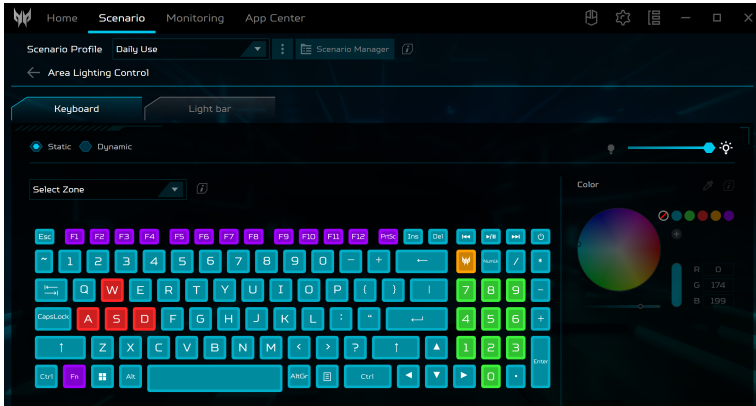 Home Scenario Monitoring App Center
Scenario Profile Daily Use Scenario Manager i
Area Lighting Control
Keyboard Light bar
Static Dynamic
Select Zone i Color i
Esc F1 F2 F3 F4 F5 F6 F7 F8 F9 F10 F11 F12 PrtSc Ins Del
~ 1 2 3 4 5 6 7 8 9 0 - + ← NumLk / *
Q W E R T Y U I O P { } | 7 8 9 -
CapsLock A S D F G H J K L : " 4 5 6 +
↑ Z X C V B N M < > ? ↑ ▲ 1 2 3 Enter
Ctrl Fn Alt AltGr Ctrl ◄ ▼ ► 0 .
R 0
G 174
B 199